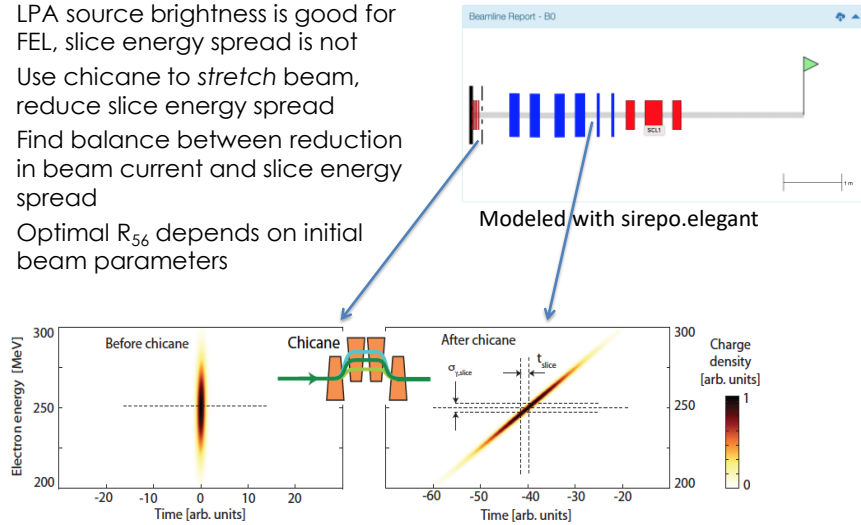 LPA source brightness is good for
FEL, slice energy spread is not
Use chicane to stretch beam,
reduce slice energy spread
Find balance between reduction
in beam current and slice energy
spread
Optimal R₅₆ depends on initial
beam parameters
Beamline Report - B0
SCL1
1 m
Modeled with sirepo.elegant
Electron energy [MeV]
300
250
200
Before chicane
-20 -10 0 10 20
Time [arb. units]
Chicane
After chicane
σγ,slice
tslice
-60 -50 -40 -30 -20
Time [arb. units]
300
250
200
Charge
density
[arb. units]
1
0